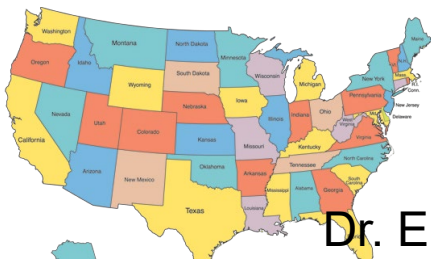 Washington
Montana
North Dakota
Minnesota
Maine
Oregon
Idaho
Wyoming
South Dakota
Wisconsin
Michigan
New York
N.H.
Mass.
R.I.
Conn.
Nevada
Utah
Colorado
Nebraska
Iowa
Illinois
Indiana
Ohio
Pennsylvania
New Jersey
Delaware
California
Kansas
Missouri
Kentucky
West Virginia
Virginia
Arizona
New Mexico
Oklahoma
Arkansas
Tennessee
North Carolina
South Carolina
Texas
Louisiana
Mississippi
Alabama
Georgia
Dr. E